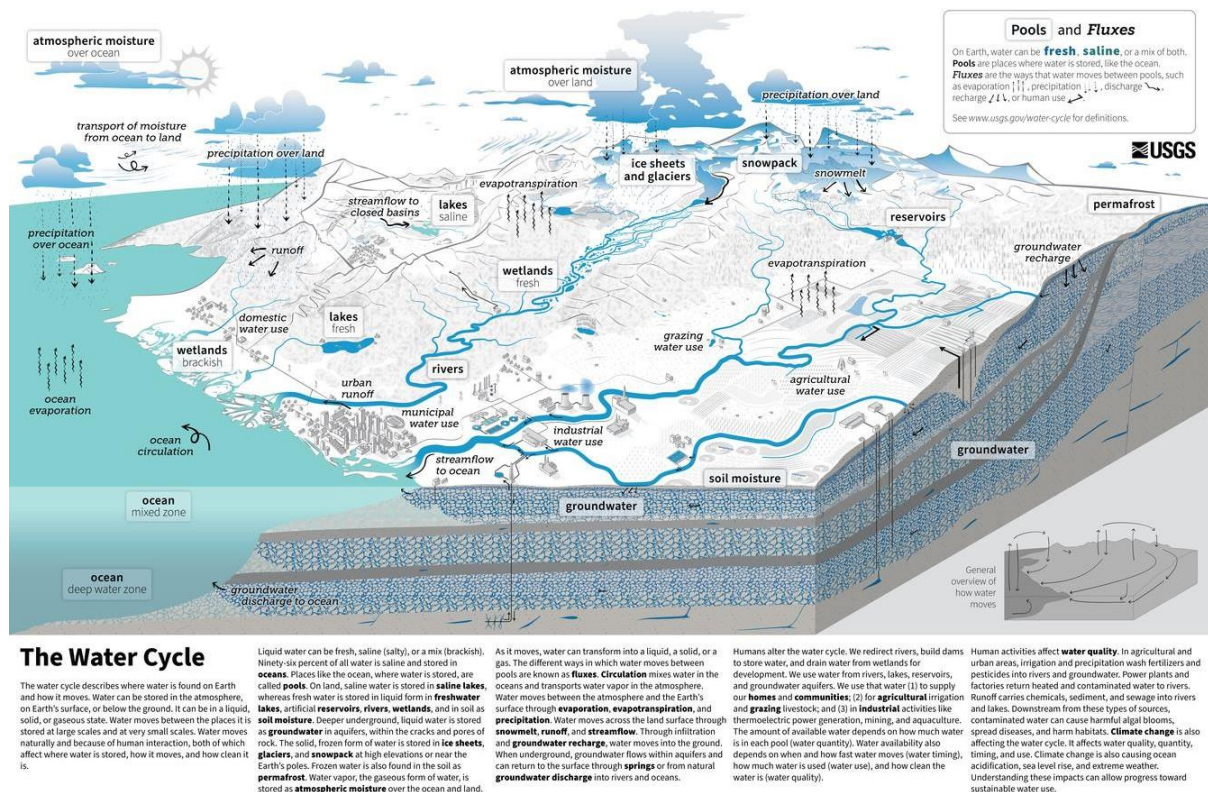 atmospheric moisture
over ocean
atmospheric moisture
over land
Pools and Fluxes
On Earth, water can be fresh, saline, or a mix of both.
Pools are places where water is stored, like the ocean.
Fluxes are the ways that water moves between pools, such
as evaporation , precipitation , discharge ,
recharge , or human use .
See www.usgs.gov/water-cycle for definitions.
USGS
precipitation over land
transport of moisture
from ocean to land
precipitation over land
ice sheets
and glaciers
snowpack
snowmelt
evapotranspiration
streamflow to
closed basins
lakes
saline
reservoirs
permafrost
precipitation
over ocean
runoff
groundwater
recharge
wetlands
fresh
evapotranspiration
domestic
water use
lakes
fresh
grazing
water use
wetlands
brackish
rivers
agricultural
water use
ocean
evaporation
urban
runoff
municipal
water use
industrial
water use
ocean
circulation
streamflow
to ocean
soil moisture
groundwater
groundwater
ocean
mixed zone
ocean
deep water zone
groundwater
discharge to ocean
General
overview of
how water
moves
The Water Cycle
The water cycle describes where water is found on Earth
and how it moves. Water can be stored in the atmosphere,
on Earth's surface, or below the ground. It can be in a liquid,
solid, or gaseous state. Water moves between the places it is
stored at large scales and at very small scales. Water moves
naturally and because of human interaction, both of which
affect where water is stored, how it moves, and how clean it
is.
Liquid water can be fresh, saline (salty), or a mix (brackish).
Ninety-six percent of all water is saline and stored in
oceans. Places like the ocean, where water is stored, are
called pools. On land, saline water is stored in saline lakes,
whereas fresh water is stored in liquid form in freshwater
lakes, artificial reservoirs, rivers, wetlands, and in soil as
soil moisture. Deeper underground, liquid water is stored
as groundwater in aquifers, within the cracks and pores of
rock. The solid, frozen form of water is stored in ice sheets,
glaciers, and snowpack at high elevations or near the
Earth's poles. Frozen water is also found in the soil as
permafrost. Water vapor, the gaseous form of water, is
stored as atmospheric moisture over the ocean and land.
As it moves, water can transform into a liquid, a solid, or a
gas. The different ways in which water moves between
pools are known as fluxes. Circulation mixes water in the
oceans and transports water vapor in the atmosphere.
Water moves between the atmosphere and the Earth's
surface through evaporation, evapotranspiration, and
precipitation. Water moves across the land surface through
snowmelt, runoff, and streamflow. Through infiltration
and groundwater recharge, water moves into the ground.
When underground, groundwater flows within aquifers and
can return to the surface through springs or from natural
groundwater discharge into rivers and oceans.
Humans alter the water cycle. We redirect rivers, build dams
to store water, and drain water from wetlands for
development. We use water from rivers, lakes, reservoirs,
and groundwater aquifers. We use that water (1) to supply
our homes and communities; (2) for agricultural irrigation
and grazing livestock; and (3) in industrial activities like
thermoelectric power generation, mining, and aquaculture.
The amount of available water depends on how much water
is in each pool (water quantity). Water availability also
depends on when and how fast water moves (water timing),
how much water is used (water use), and how clean the
water is (water quality).
Human activities affect water quality. In agricultural and
urban areas, irrigation and precipitation wash fertilizers and
pesticides into rivers and groundwater. Power plants and
factories return heated and contaminated water to rivers.
Runoff carries chemicals, sediment, and sewage into rivers
and lakes. Downstream from these types of sources,
contaminated water can cause harmful algal blooms,
spread diseases, and harm habitats. Climate change is also
affecting the water cycle. It affects water quality, quantity,
timing, and use. Climate change is also causing ocean
acidification, sea level rise, and extreme weather.
Understanding these impacts can allow progress toward
sustainable water use.